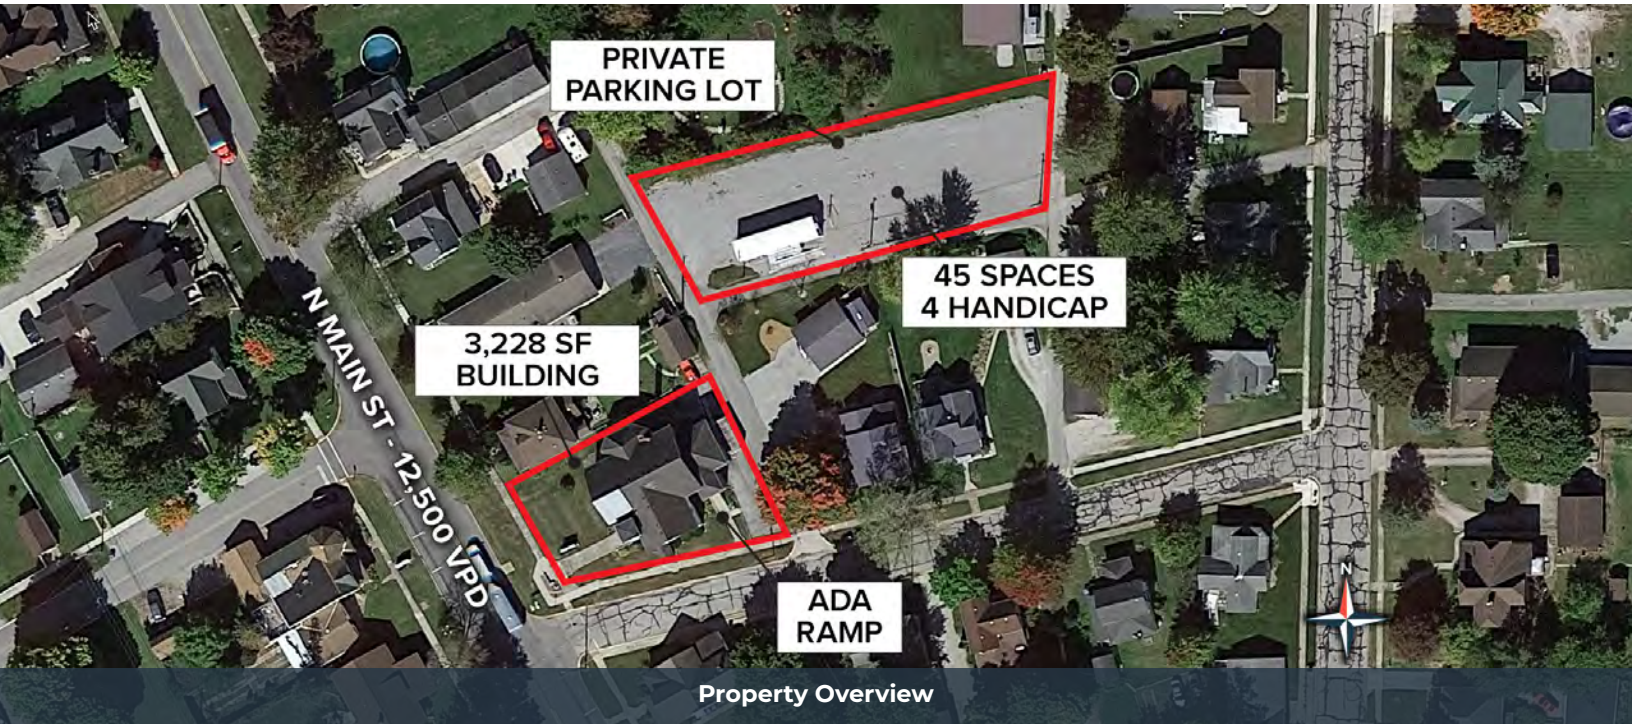 PRIVATE
PARKING LOT
45 SPACES
4 HANDICAP
3,228 SF
BUILDING
N MAIN ST - 12,500 VPD
ADA
RAMP
N
Property Overview